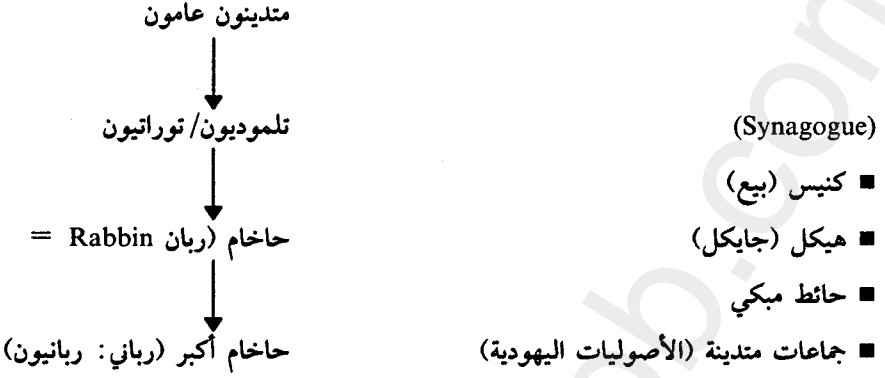 متدينون عامون
(Synagogue)
تلموديون/ توراتيون
■ كنيس (بيع)
■ هيكل (جايكل)
حاخام (ربان Rabbin =
■ حائط مبكي
■ جماعات متدينة (الأصوليات اليهودية)
حاخام أكبر (رباني: ربانيون)